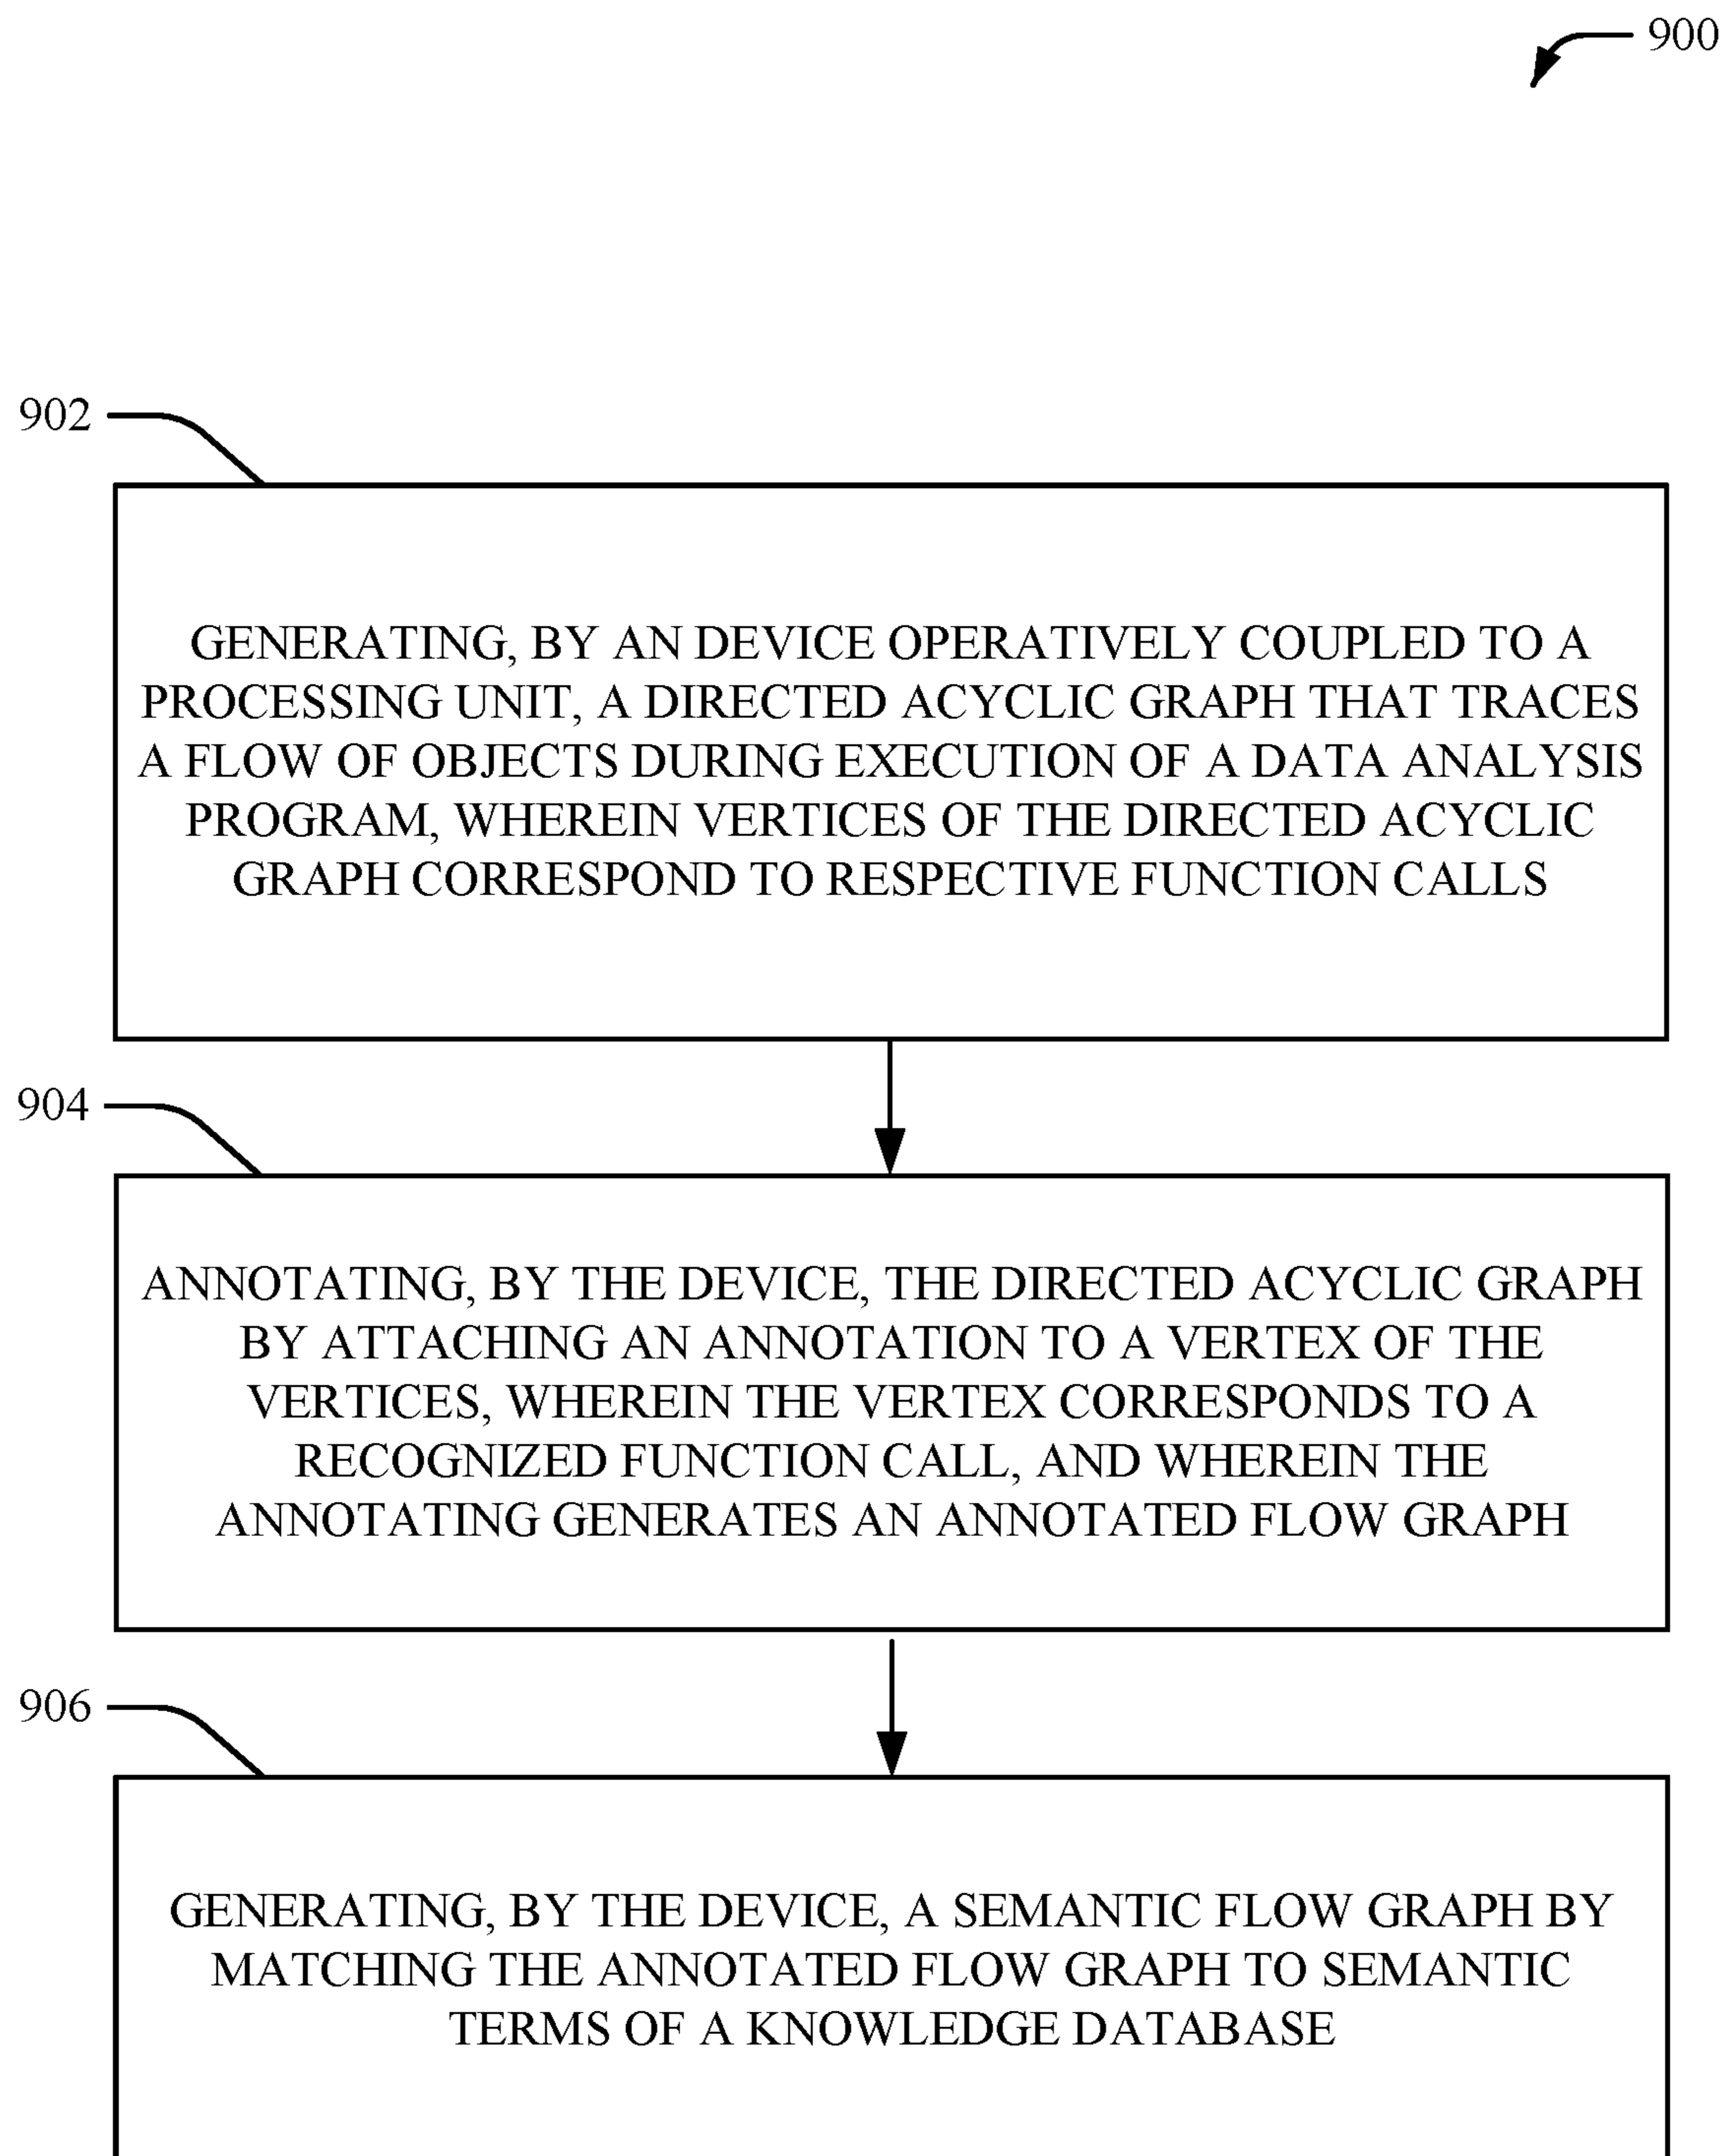 900
902
GENERATING, BY AN DEVICE OPERATIVELY COUPLED TO A
PROCESSING UNIT, A DIRECTED ACYCLIC GRAPH THAT TRACES
A FLOW OF OBJECTS DURING EXECUTION OF A DATA ANALYSIS
PROGRAM, WHEREIN VERTICES OF THE DIRECTED ACYCLIC
GRAPH CORRESPOND TO RESPECTIVE FUNCTION CALLS
904
ANNOTATING, BY THE DEVICE, THE DIRECTED ACYCLIC GRAPH
BY ATTACHING AN ANNOTATION TO A VERTEX OF THE
VERTICES, WHEREIN THE VERTEX CORRESPONDS TO A
RECOGNIZED FUNCTION CALL, AND WHEREIN THE
ANNOTATING GENERATES AN ANNOTATED FLOW GRAPH
906
GENERATING, BY THE DEVICE, A SEMANTIC FLOW GRAPH BY
MATCHING THE ANNOTATED FLOW GRAPH TO SEMANTIC
TERMS OF A KNOWLEDGE DATABASE